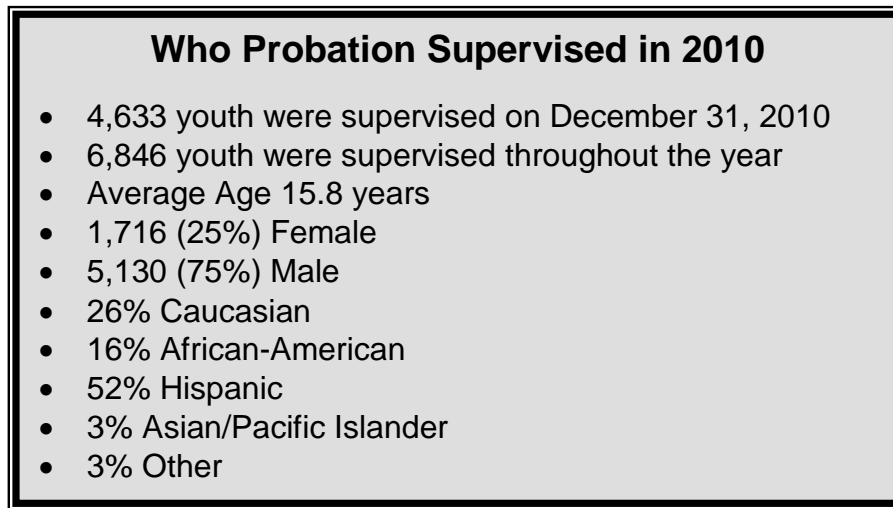 Who Probation Supervised in 2010
• 4,633 youth were supervised on December 31, 2010
• 6,846 youth were supervised throughout the year
• Average Age 15.8 years
• 1,716 (25%) Female
• 5,130 (75%) Male
• 26% Caucasian
• 16% African-American
• 52% Hispanic
• 3% Asian/Pacific Islander
• 3% Other